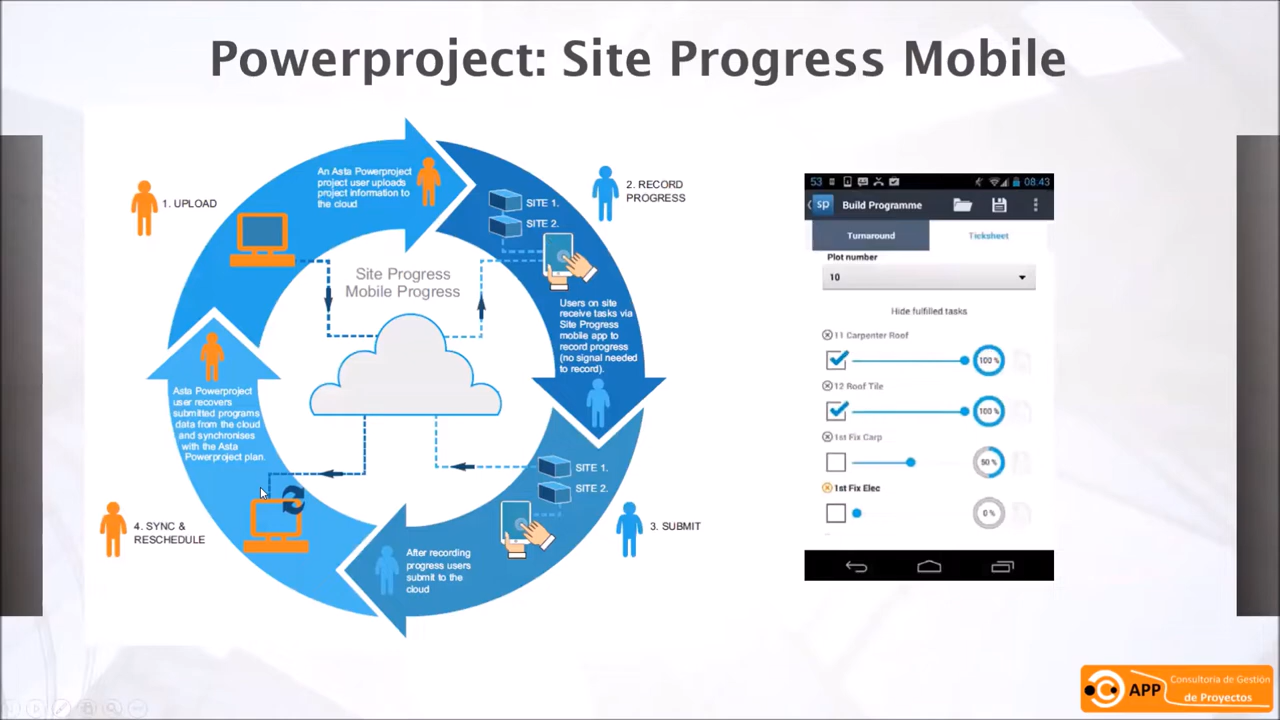 Powerproject: Site Progress Mobile
1. UPLOAD
An Asta Powerproject
project user uploads
project information to
the cloud
SITE 1.
SITE 2.
2. RECORD
PROGRESS
Site Progress
Mobile Progress
Users on site
receive tasks via
Site Progress
mobile app to
record progress
(no signal needed
to record).
Asta Powerproject
user recovers
submitted programs
data from the cloud
and synchronises
with the Asta
Powerproject plan.
SITE 1.
SITE 2.
4. SYNC &
RESCHEDULE
3. SUBMIT
After recording
progress users
submit to the
cloud
53 08:43
sp Build Programme
Turnaround Ticksheet
Plot number
10
Hide fulfilled tasks
11 Carpenter Roof
100 %
12 Roof Tile
100 %
1st Fix Carp
50 %
1st Fix Elec
0 %
APP
Consultoría de Gestión
de Proyectos